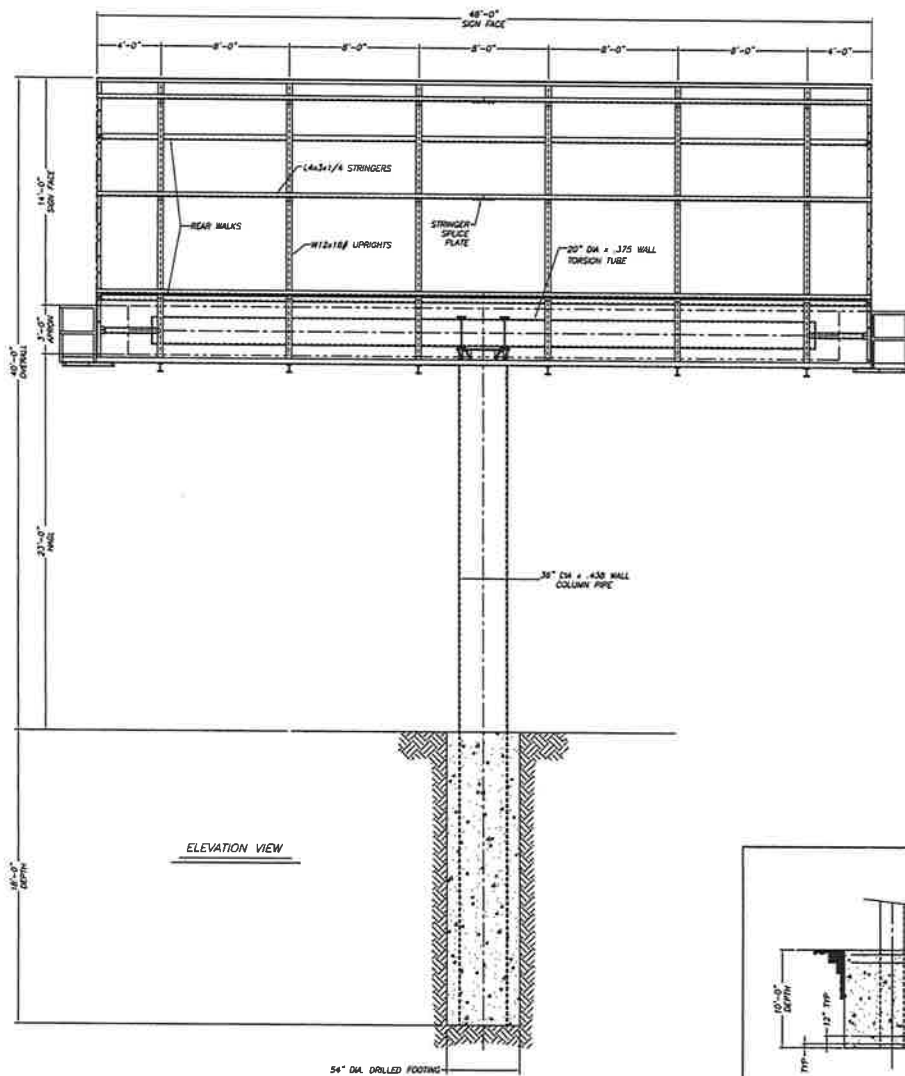 48'-0"
SIGN FACE
4'-0"
8'-0"
8'-0"
8'-0"
8'-0"
8'-0"
4'-0"
14'-0"
SIGN FACE
L4x3x1/4 STRINGERS
REAR WALKS
STRINGER
SPLICE
PLATE
W12x16# UPRIGHTS
20" DIA x .375 WALL
TORSION TUBE
3'-0"
APRON
40'-0"
OVERALL
23'-0"
HAGL
36" DIA x .438 WALL
COLUMN PIPE
ELEVATION VIEW
18'-0"
DEPTH
10'-0"
DEPTH
12" TYP
TYP
54" DIA. DRILLED FOOTING